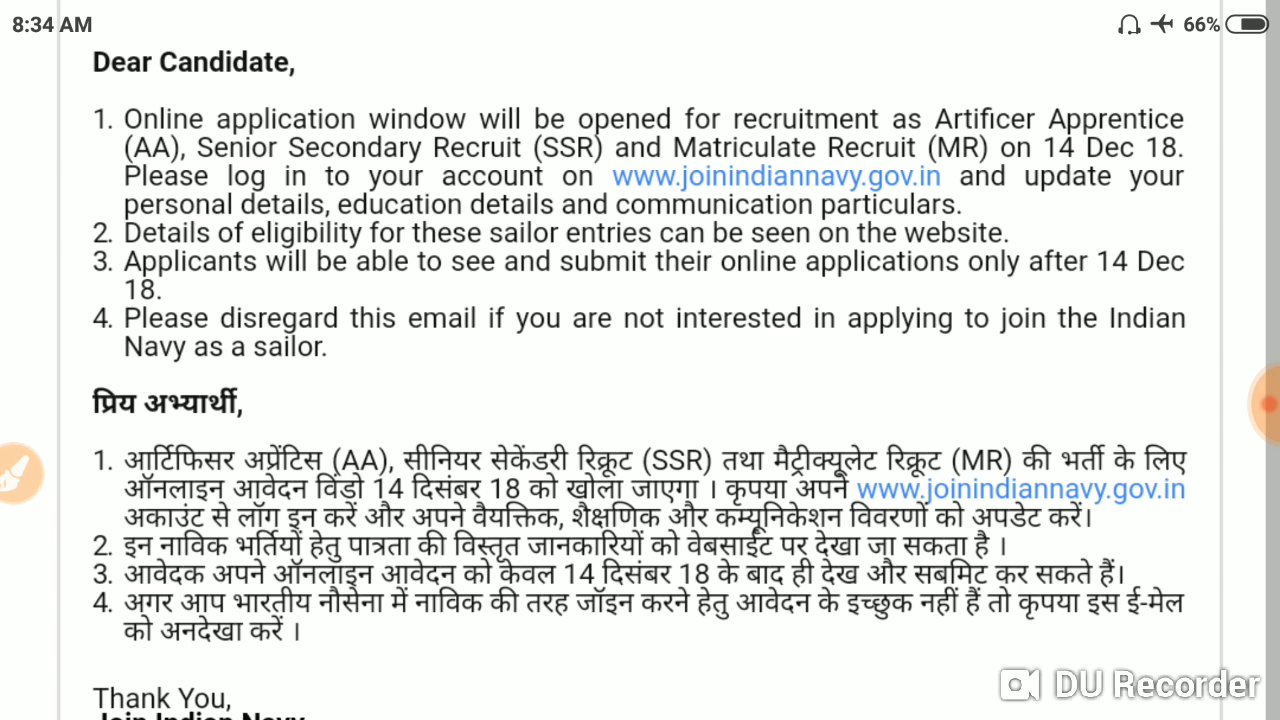 8:34 AM
66%
Dear Candidate,
1. Online application window will be opened for recruitment as Artificer Apprentice
(AA), Senior Secondary Recruit (SSR) and Matriculate Recruit (MR) on 14 Dec 18.
Please log in to your account on www.joinindiannavy.gov.in and update your
personal details, education details and communication particulars.
2. Details of eligibility for these sailor entries can be seen on the website.
3. Applicants will be able to see and submit their online applications only after 14 Dec
18.
4. Please disregard this email if you are not interested in applying to join the Indian
Navy as a sailor.
प्रिय अभ्यार्थी,
1. आर्टिफिसर अप्रेंटिस (AA), सीनियर सेकेंडरी रिक्रूट (SSR) तथा मैट्रीक्यूलेट रिक्रूट (MR) की भर्ती के लिए
ऑनलाइन आवेदन विंडो 14 दिसंबर 18 को खोला जाएगा । कृपया अपने www.joinindiannavy.gov.in
अकाउंट से लॉग इन करें और अपने वैयक्तिक, शैक्षणिक और कम्यूनिकेशन विवरणों को अपडेट करें।
2. इन नाविक भर्तियों हेतु पात्रता की विस्तृत जानकारियों को वेबसाईट पर देखा जा सकता है ।
3. आवेदक अपने ऑनलाइन आवेदन को केवल 14 दिसंबर 18 के बाद ही देख और सबमिट कर सकते हैं।
4. अगर आप भारतीय नौसेना में नाविक की तरह जॉइन करने हेतु आवेदन के इच्छुक नहीं हैं तो कृपया इस ई-मेल
को अनदेखा करें ।
Thank You,
Join Indian Navy
DU Recorder